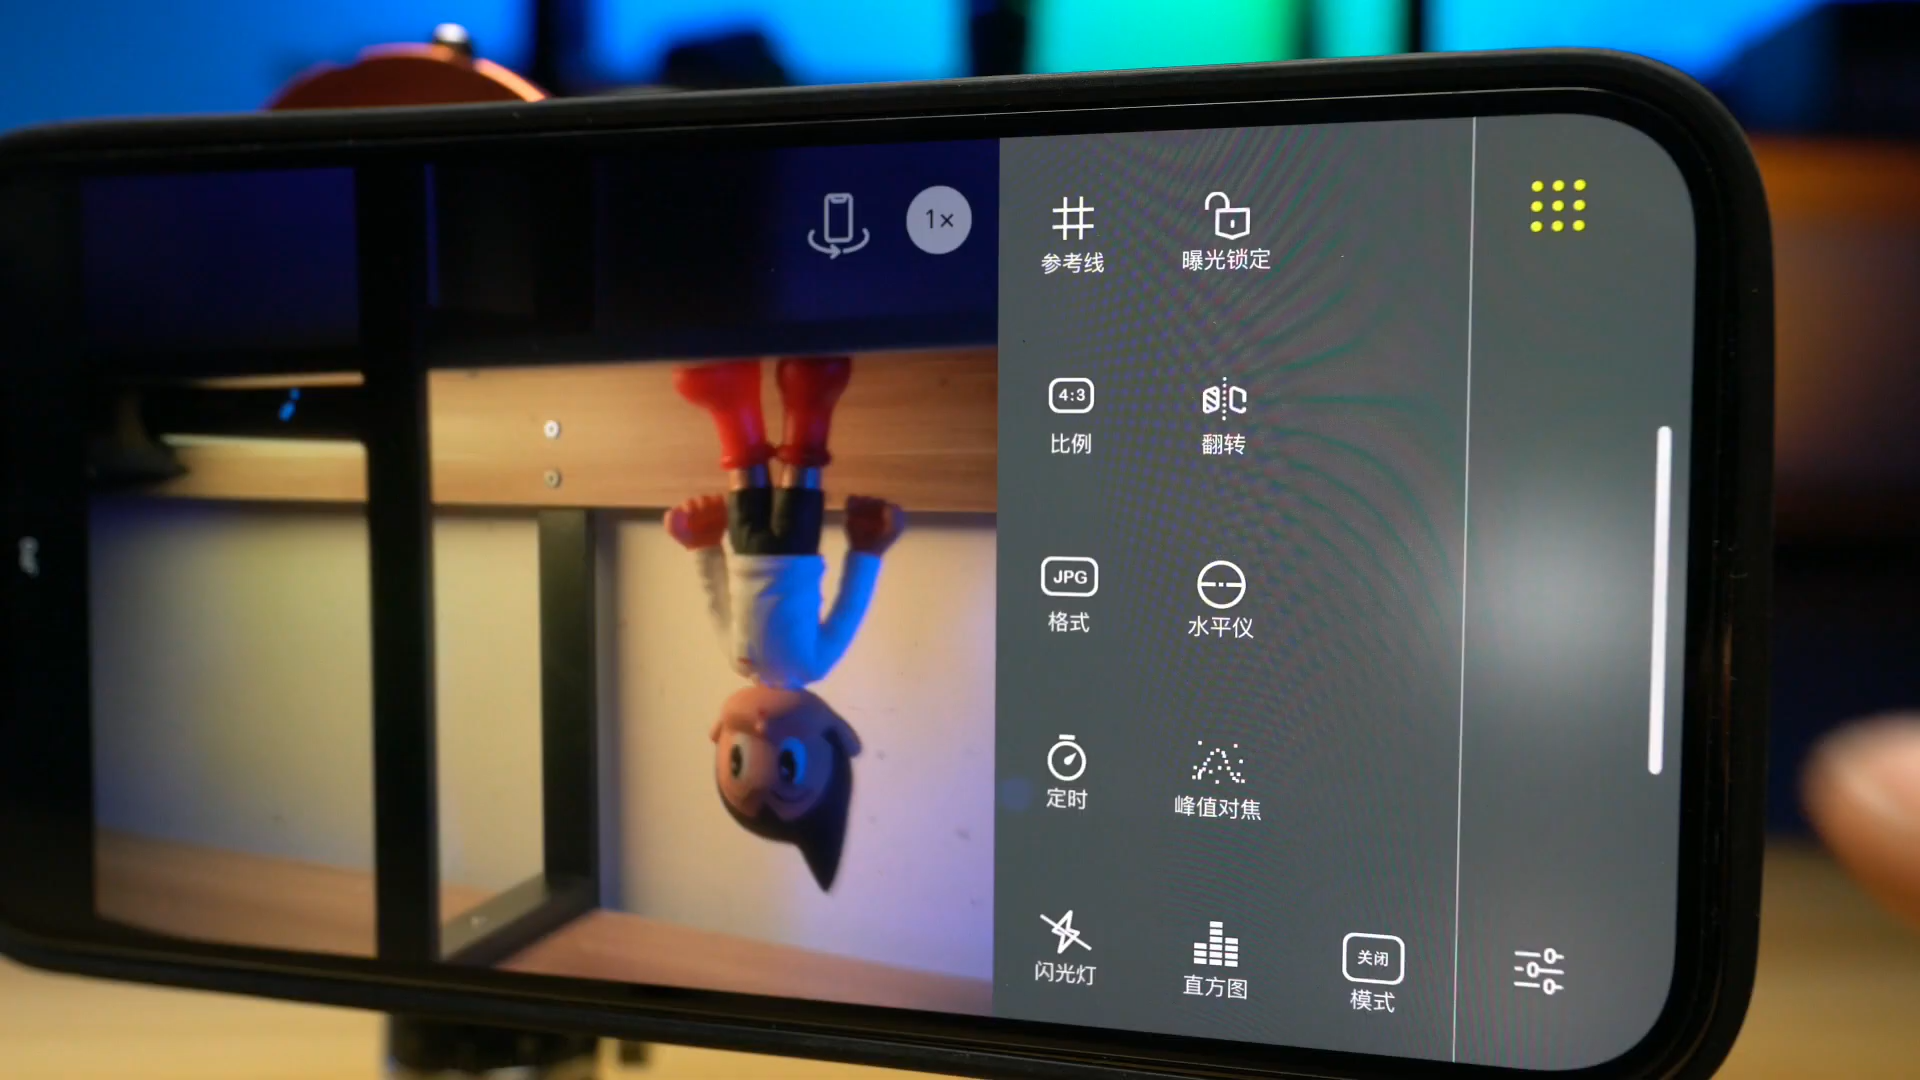 1×
参考线
曝光锁定
4:3
比例
翻转
JPG
格式
水平仪
定时
峰值对焦
闪光灯
直方图
关闭
模式